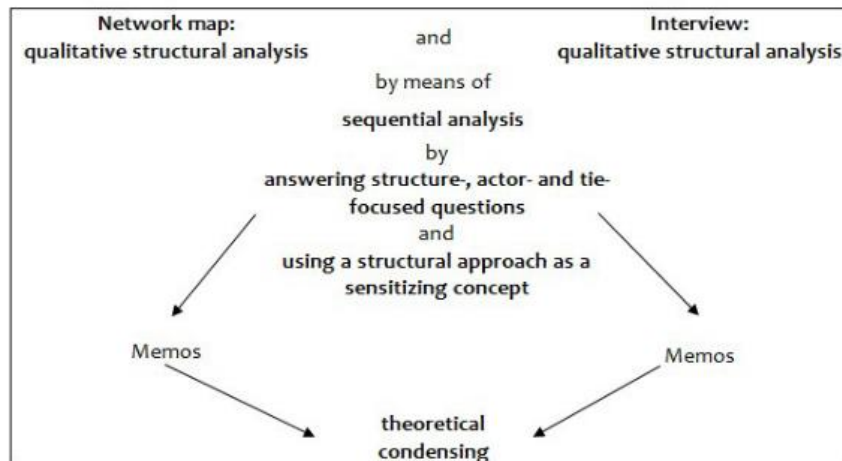 Network map:
qualitative structural analysis
and
Interview:
qualitative structural analysis
by means of
sequential analysis
by
answering structure-, actor- and tie-
focused questions
and
using a structural approach as a
sensitizing concept
Memos
Memos
theoretical
condensing